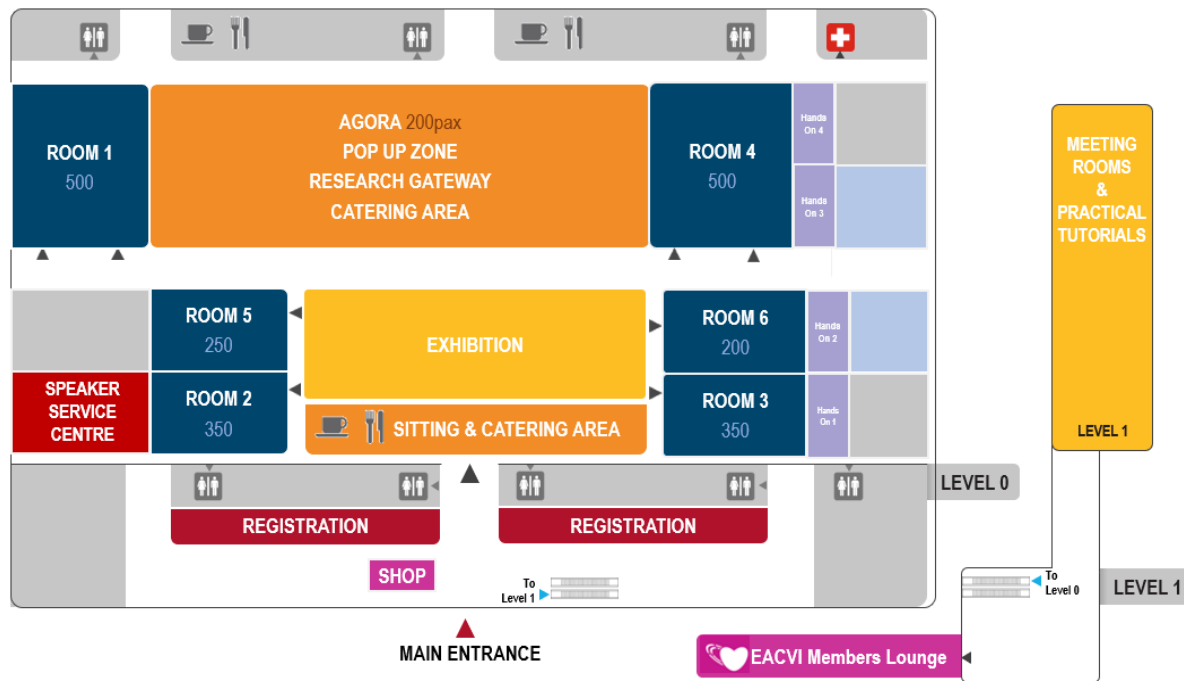 ROOM 1
500
AGORA 200pax
POP UP ZONE
RESEARCH GATEWAY
CATERING AREA
ROOM 4
500
Hands
On 4
Hands
On 3
MEETING
ROOMS
&
PRACTICAL
TUTORIALS
LEVEL 1
ROOM 5
250
EXHIBITION
ROOM 6
200
Hands
On 2
SPEAKER
SERVICE
CENTRE
ROOM 2
350
SITTING & CATERING AREA
ROOM 3
350
Hands
On 1
LEVEL 0
REGISTRATION
REGISTRATION
SHOP
To
Level 1
To
Level 0
LEVEL 1
MAIN ENTRANCE
EACVI Members Lounge